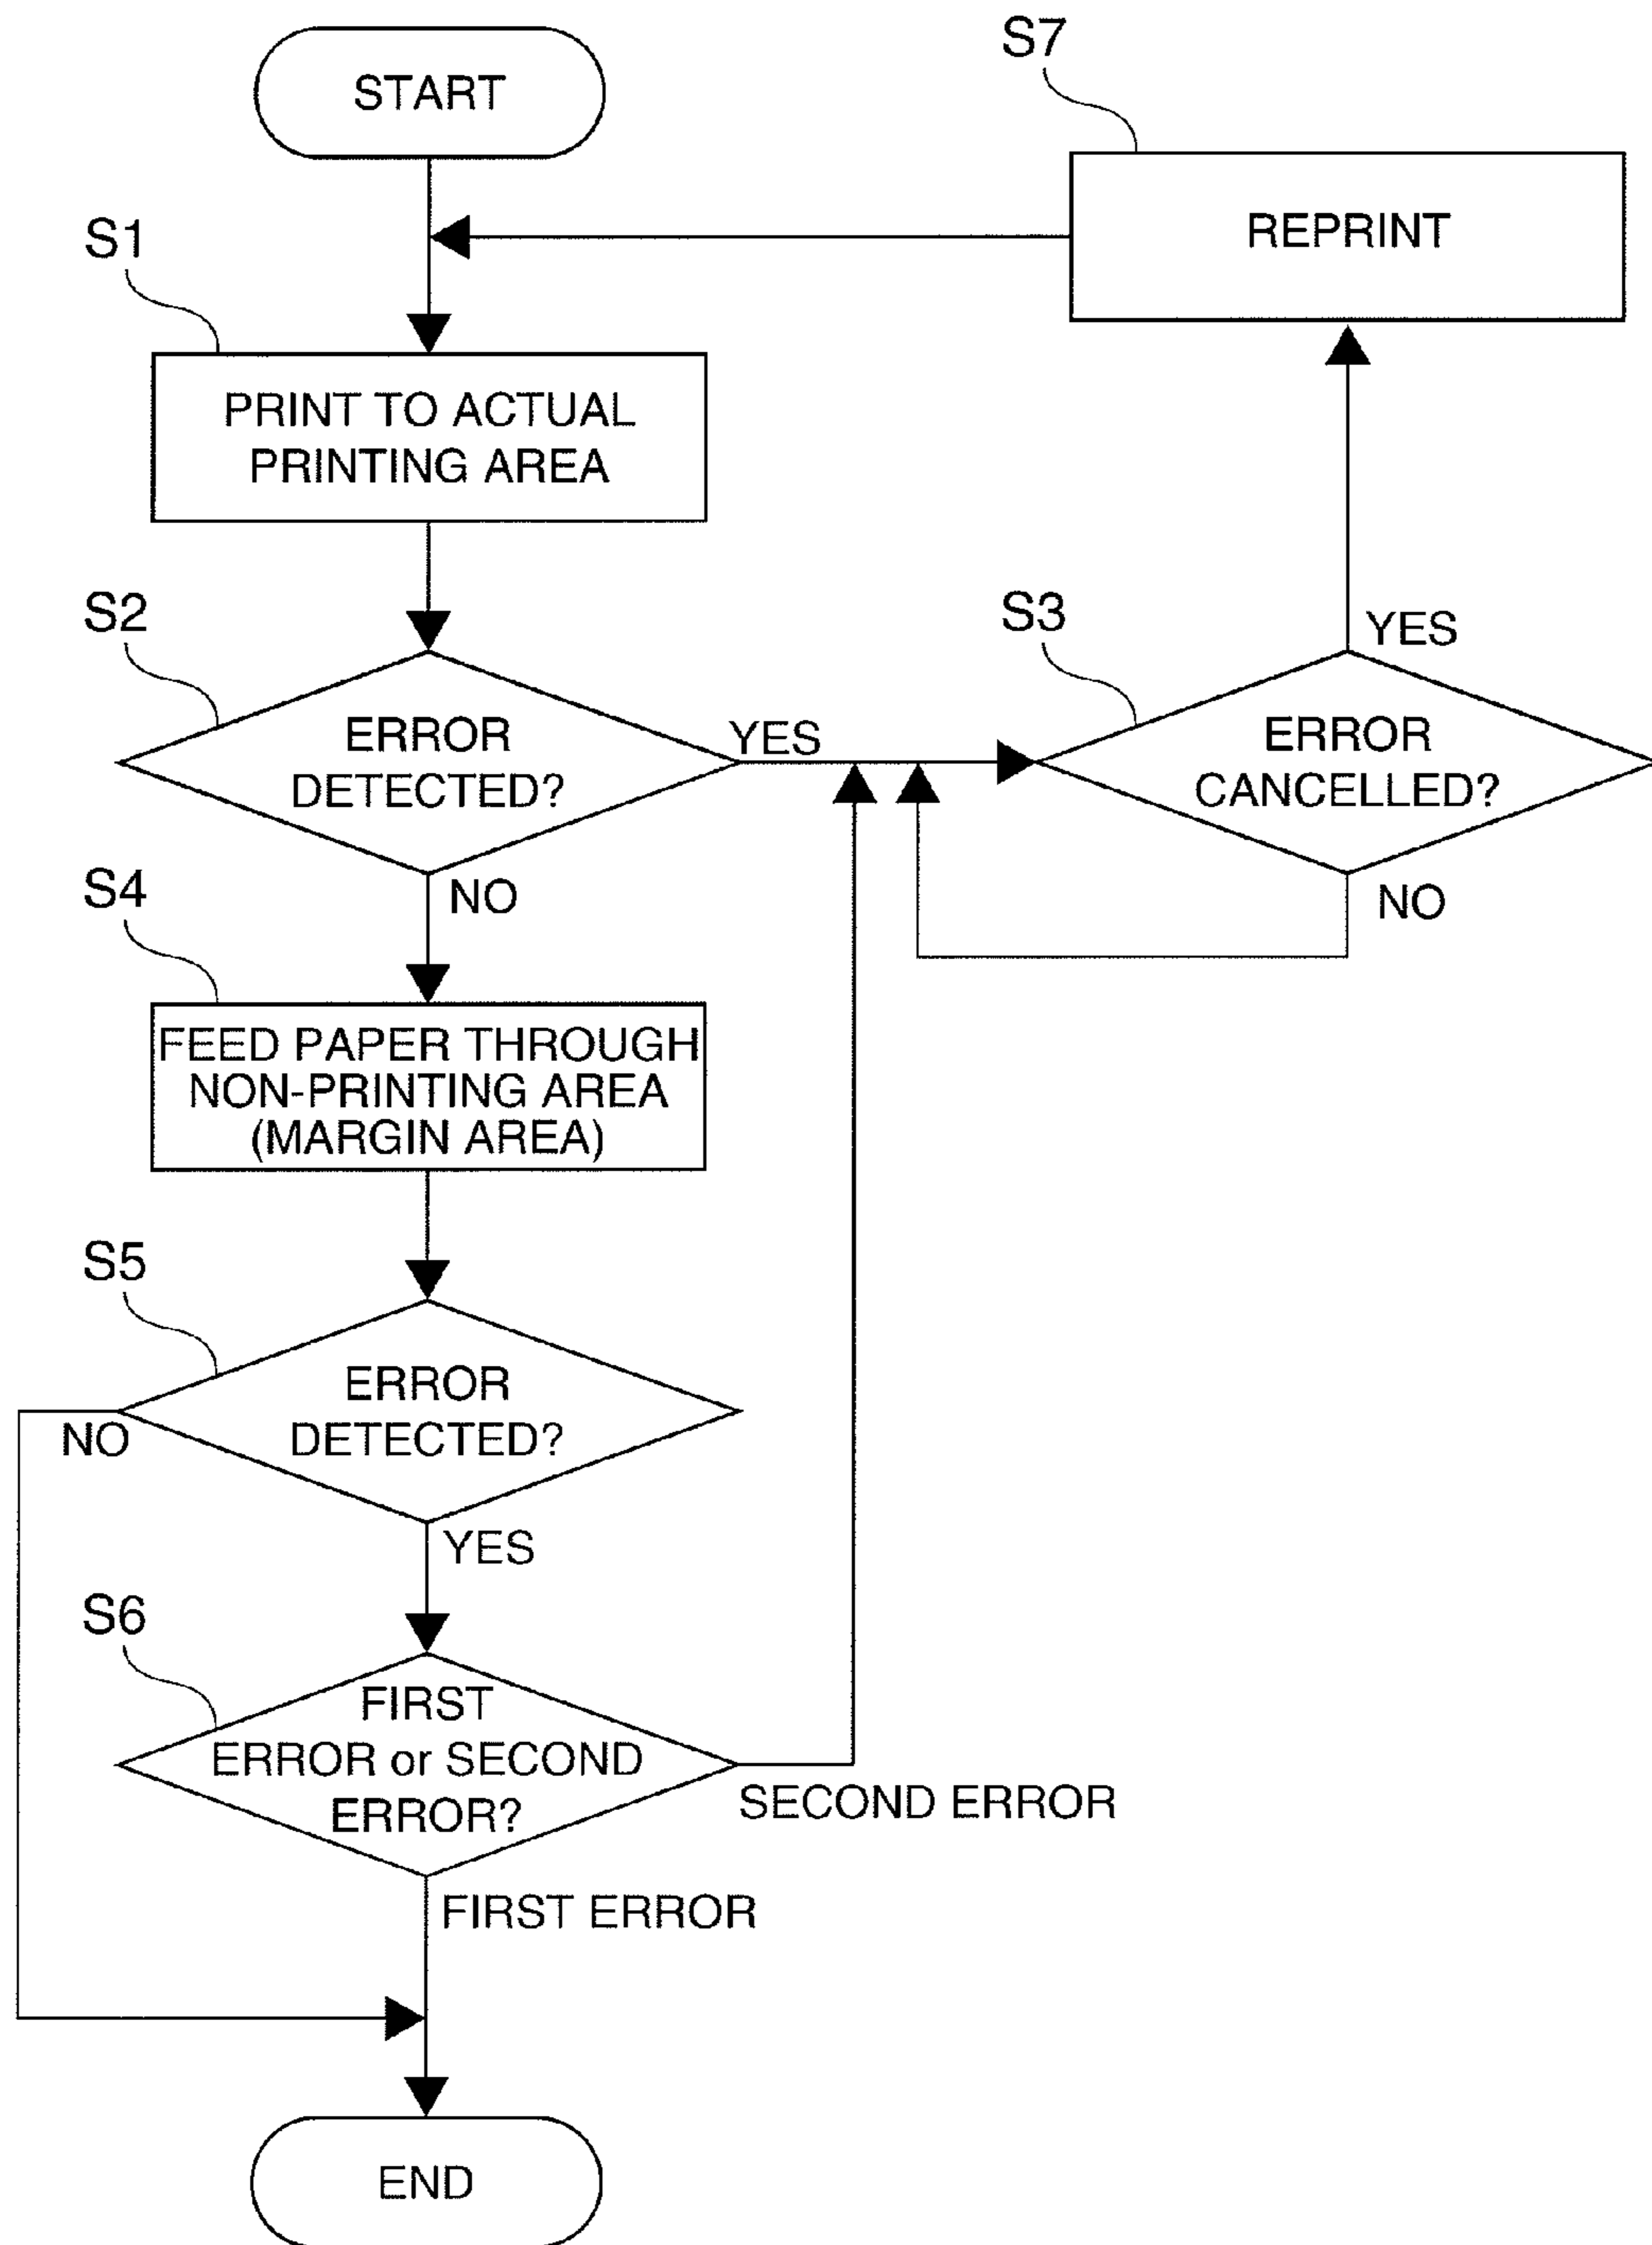 START
S7
REPRINT
S1
PRINT TO ACTUAL
PRINTING AREA
S2
ERROR
DETECTED?
YES
S3
ERROR
CANCELLED?
YES
NO
NO
S4
FEED PAPER THROUGH
NON-PRINTING AREA
(MARGIN AREA)
S5
ERROR
DETECTED?
NO
YES
S6
FIRST
ERROR or SECOND
ERROR?
SECOND ERROR
FIRST ERROR
END